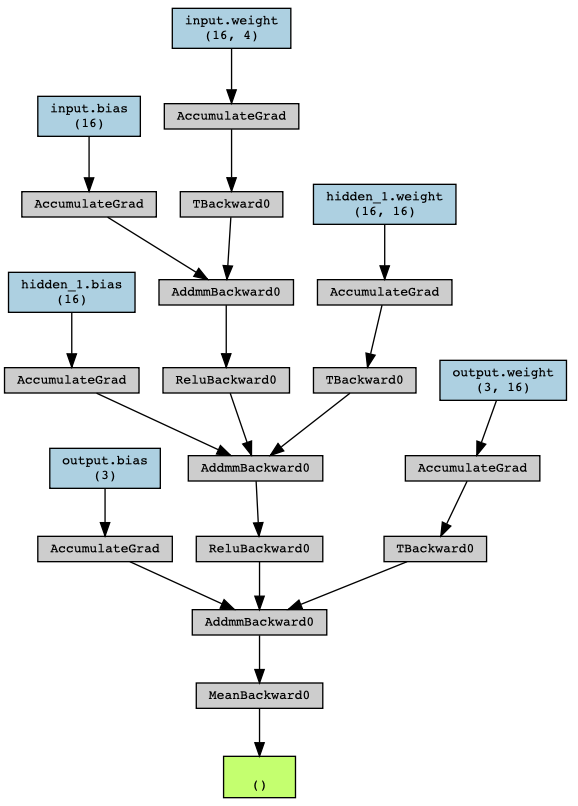 input.weight
(16, 4)
input.bias
(16)
AccumulateGrad
AccumulateGrad
TBackward0
hidden_1.weight
(16, 16)
hidden_1.bias
(16)
AddmmBackward0
AccumulateGrad
AccumulateGrad
ReluBackward0
TBackward0
output.weight
(3, 16)
output.bias
(3)
AddmmBackward0
AccumulateGrad
AccumulateGrad
ReluBackward0
TBackward0
AddmmBackward0
MeanBackward0
()